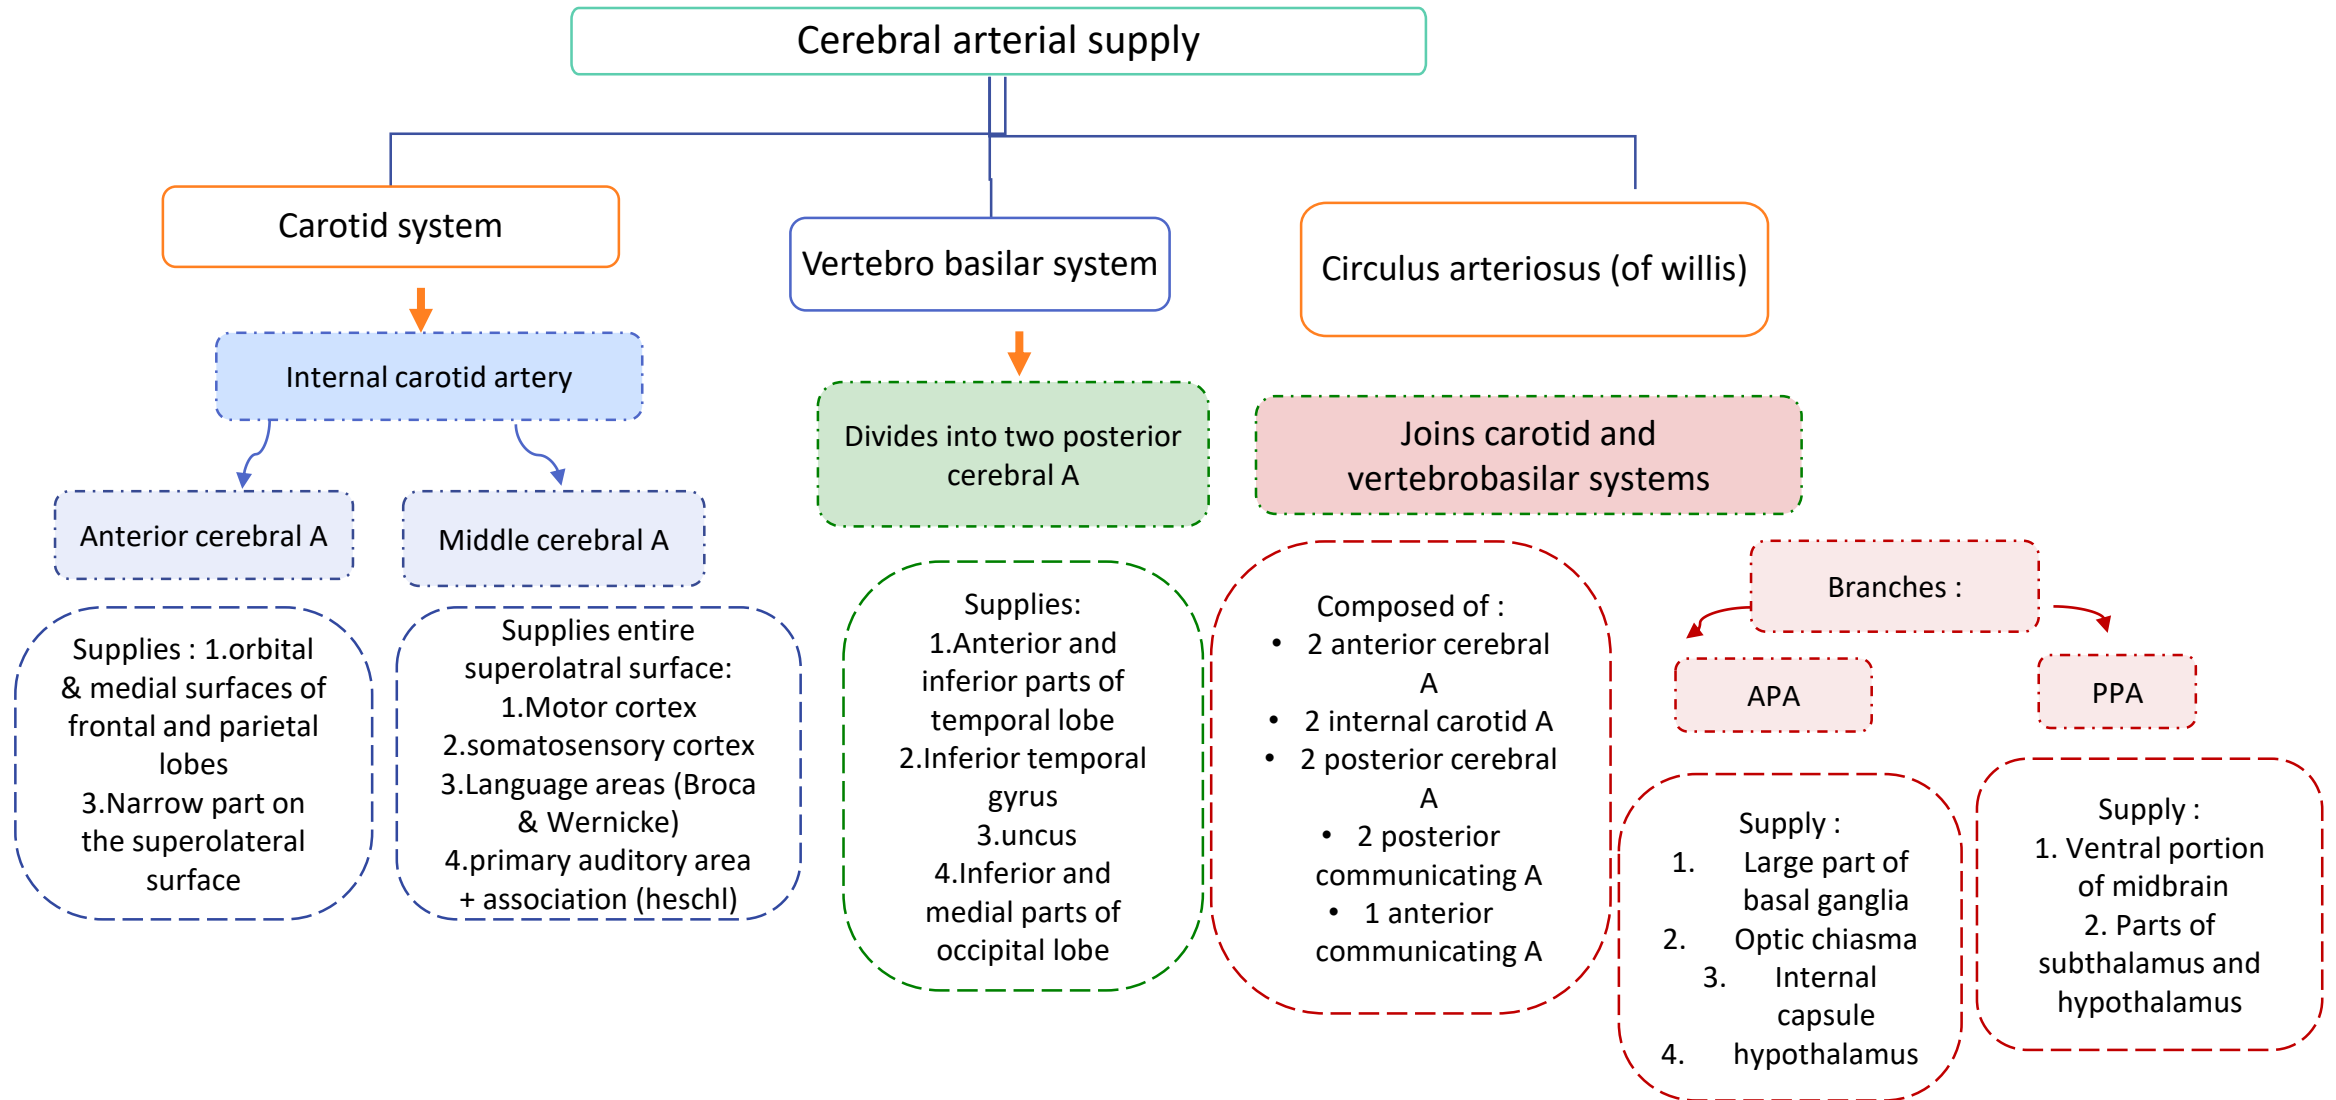 Cerebral arterial supply
Carotid system
Vertebro basilar system
Circulus arteriosus (of willis)
Internal carotid artery
Divides into two posterior
cerebral A
Joins carotid and
vertebrobasilar systems
Anterior cerebral A
Middle cerebral A
Supplies : 1.orbital
& medial surfaces of
frontal and parietal
lobes
3.Narrow part on
the superolateral
surface
Supplies entire
superolatral surface:
1.Motor cortex
2.somatosensory cortex
3.Language areas (Broca
& Wernicke)
4.primary auditory area
+ association (heschl)
Supplies:
1.Anterior and
inferior parts of
temporal lobe
2.Inferior temporal
gyrus
3.uncus
4.Inferior and
medial parts of
occipital lobe
Composed of :
• 2 anterior cerebral
A
• 2 internal carotid A
• 2 posterior cerebral
A
• 2 posterior
communicating A
• 1 anterior
communicating A
Branches :
APA
PPA
Supply :
1. Large part of
basal ganglia
2. Optic chiasma
3. Internal
capsule
4. hypothalamus
Supply :
1. Ventral portion
of midbrain
2. Parts of
subthalamus and
hypothalamus